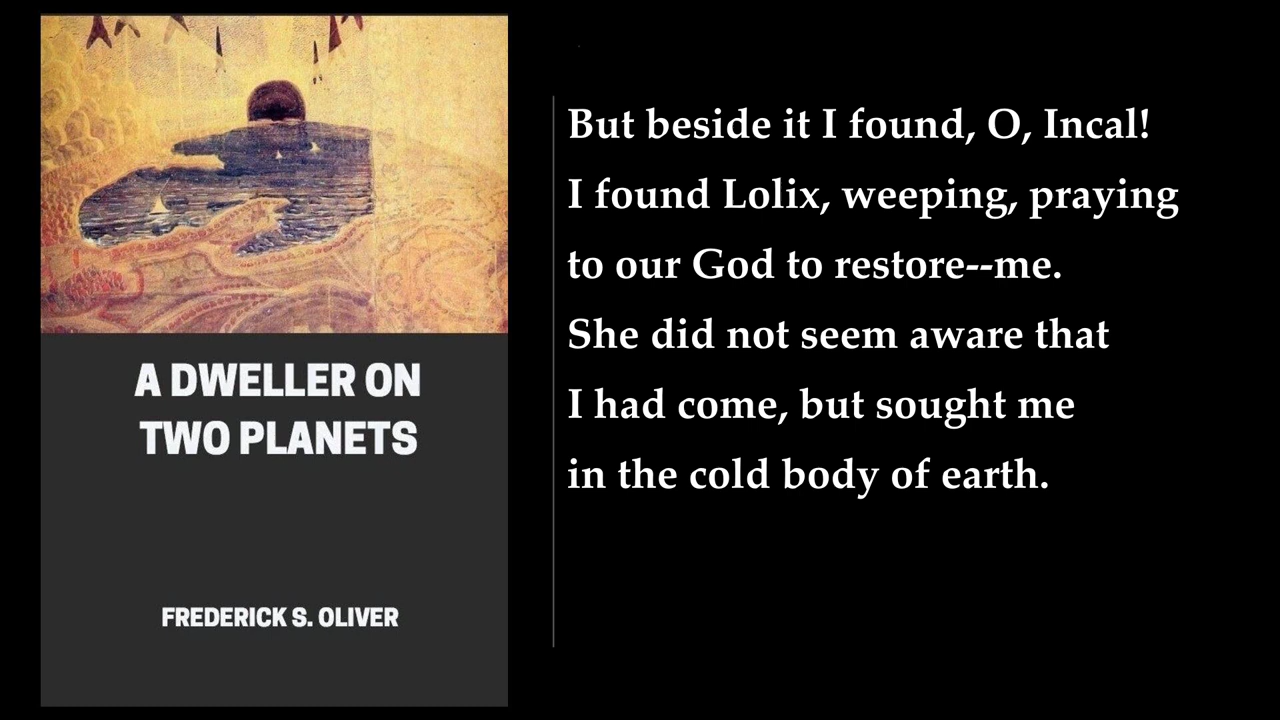 A DWELLER ON
TWO PLANETS
FREDERICK S. OLIVER
But beside it I found, O, Incal!
I found Lolix, weeping, praying
to our God to restore--me.
She did not seem aware that
I had come, but sought me
in the cold body of earth.